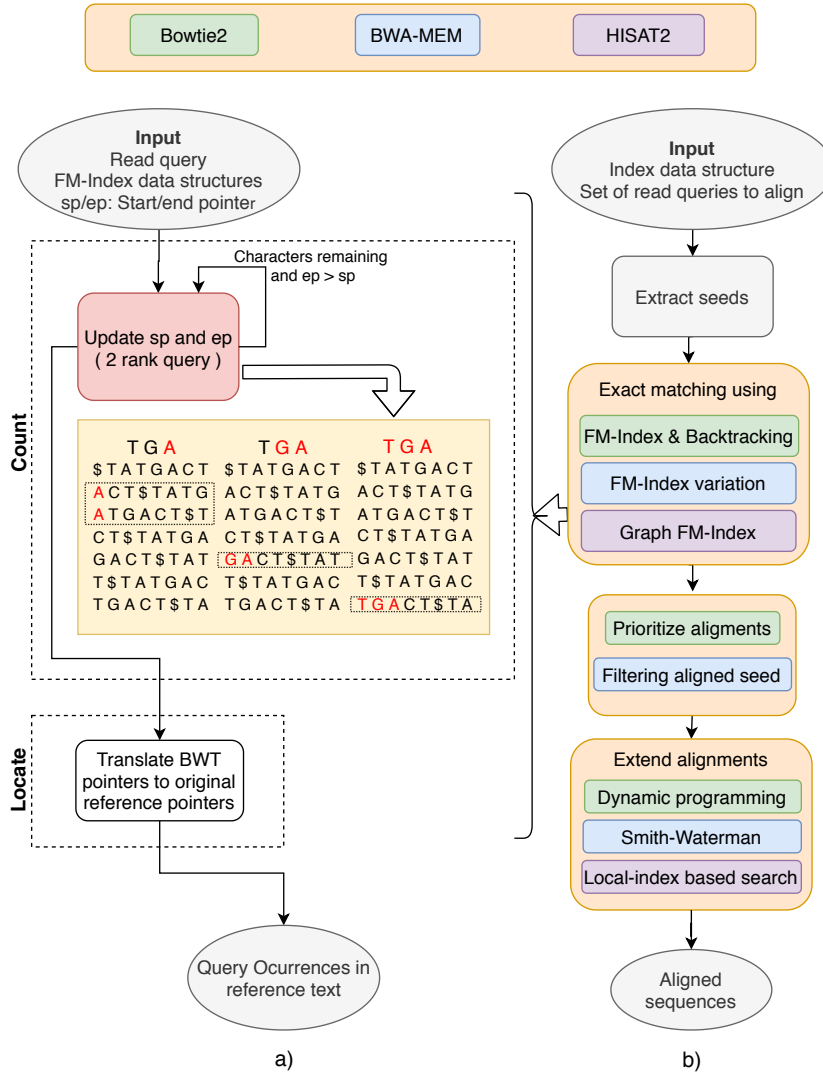 Bowtie2
BWA-MEM
HISAT2
Input
Read query
FM-Index data structures
sp/ep: Start/end pointer
Count
Characters remaining
and ep > sp
Update sp and ep
( 2 rank query )
TGA
$TATGACT
ACT$TATG
ATGACT$T
CT$TATGA
GACT$TAT
T$TATGAC
TGACT$TA
TGA
$TATGACT
ACT$TATG
ATGACT$T
CT$TATGA
GACT$TAT
T$TATGAC
TGACT$TA
TGA
$TATGACT
ACT$TATG
ATGACT$T
CT$TATGA
GACT$TAT
T$TATGAC
TGACT$TA
Locate
Translate BWT
pointers to original
reference pointers
Query Ocurrences in
reference text
a)
Input
Index data structure
Set of read queries to align
Extract seeds
Exact matching using
FM-Index & Backtracking
FM-Index variation
Graph FM-Index
Prioritize aligments
Filtering aligned seed
Extend alignments
Dynamic programming
Smith-Waterman
Local-index based search
Aligned
sequences
b)